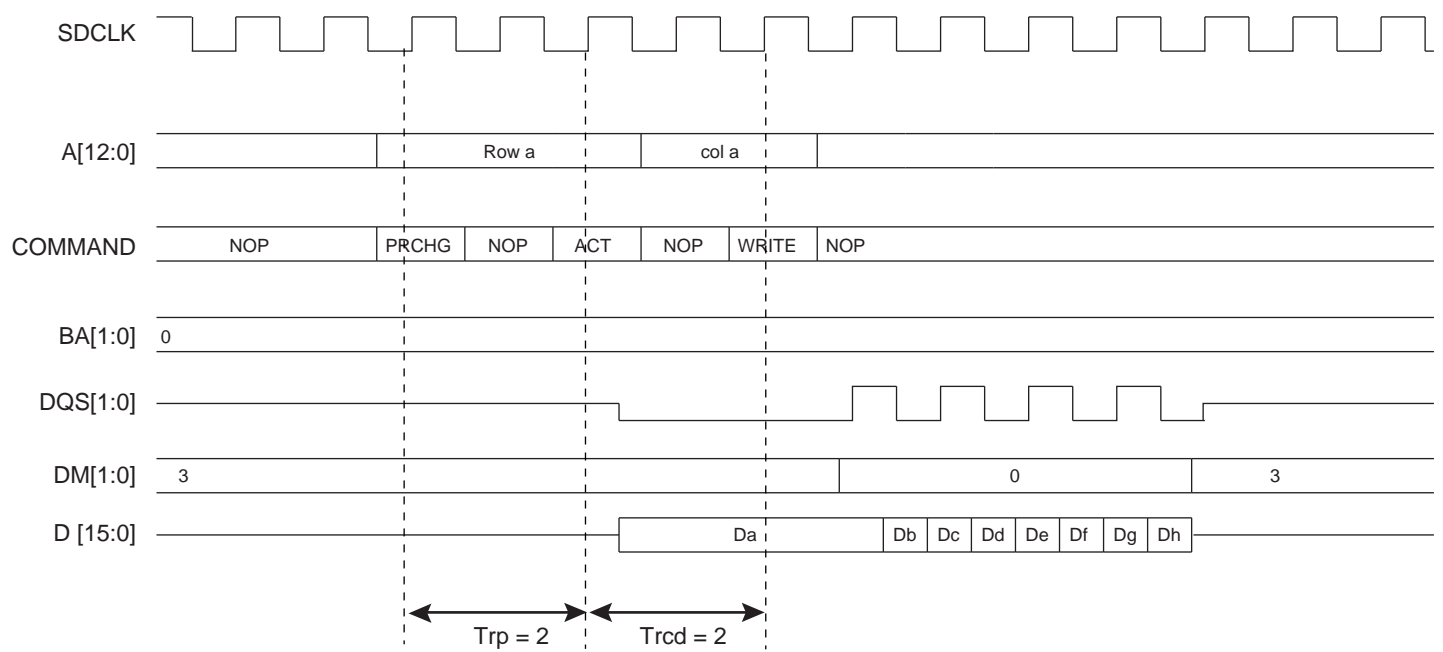 SDCLK
A[12:0] Row a col a
COMMAND NOP PRCHG NOP ACT NOP WRITE NOP
BA[1:0] 0
DQS[1:0]
DM[1:0] 3 0 3
D [15:0] Da Db Dc Dd De Df Dg Dh
Trp = 2 Trcd = 2